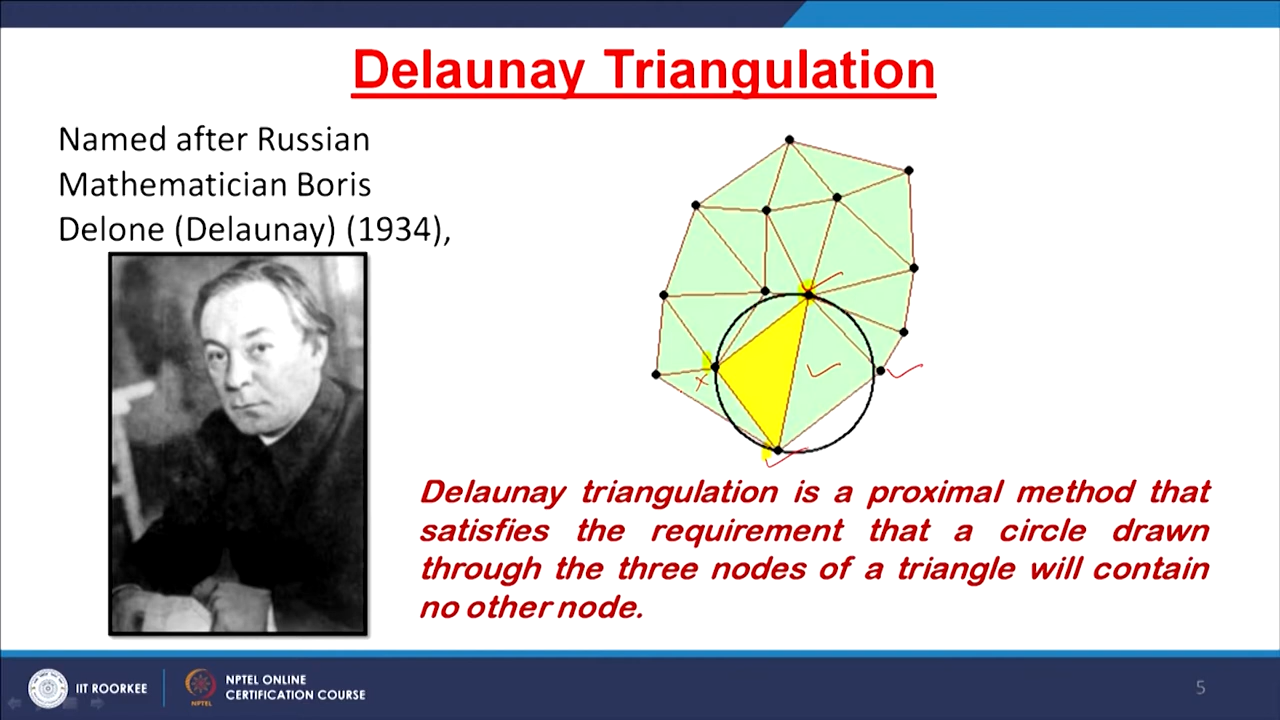 Delaunay Triangulation
Named after Russian
Mathematician Boris
Delone (Delaunay) (1934),
Delaunay triangulation is a proximal method that
satisfies the requirement that a circle drawn
through the three nodes of a triangle will contain
no other node.
IIT ROORKEE
NPTEL
NPTEL ONLINE
CERTIFICATION COURSE
5